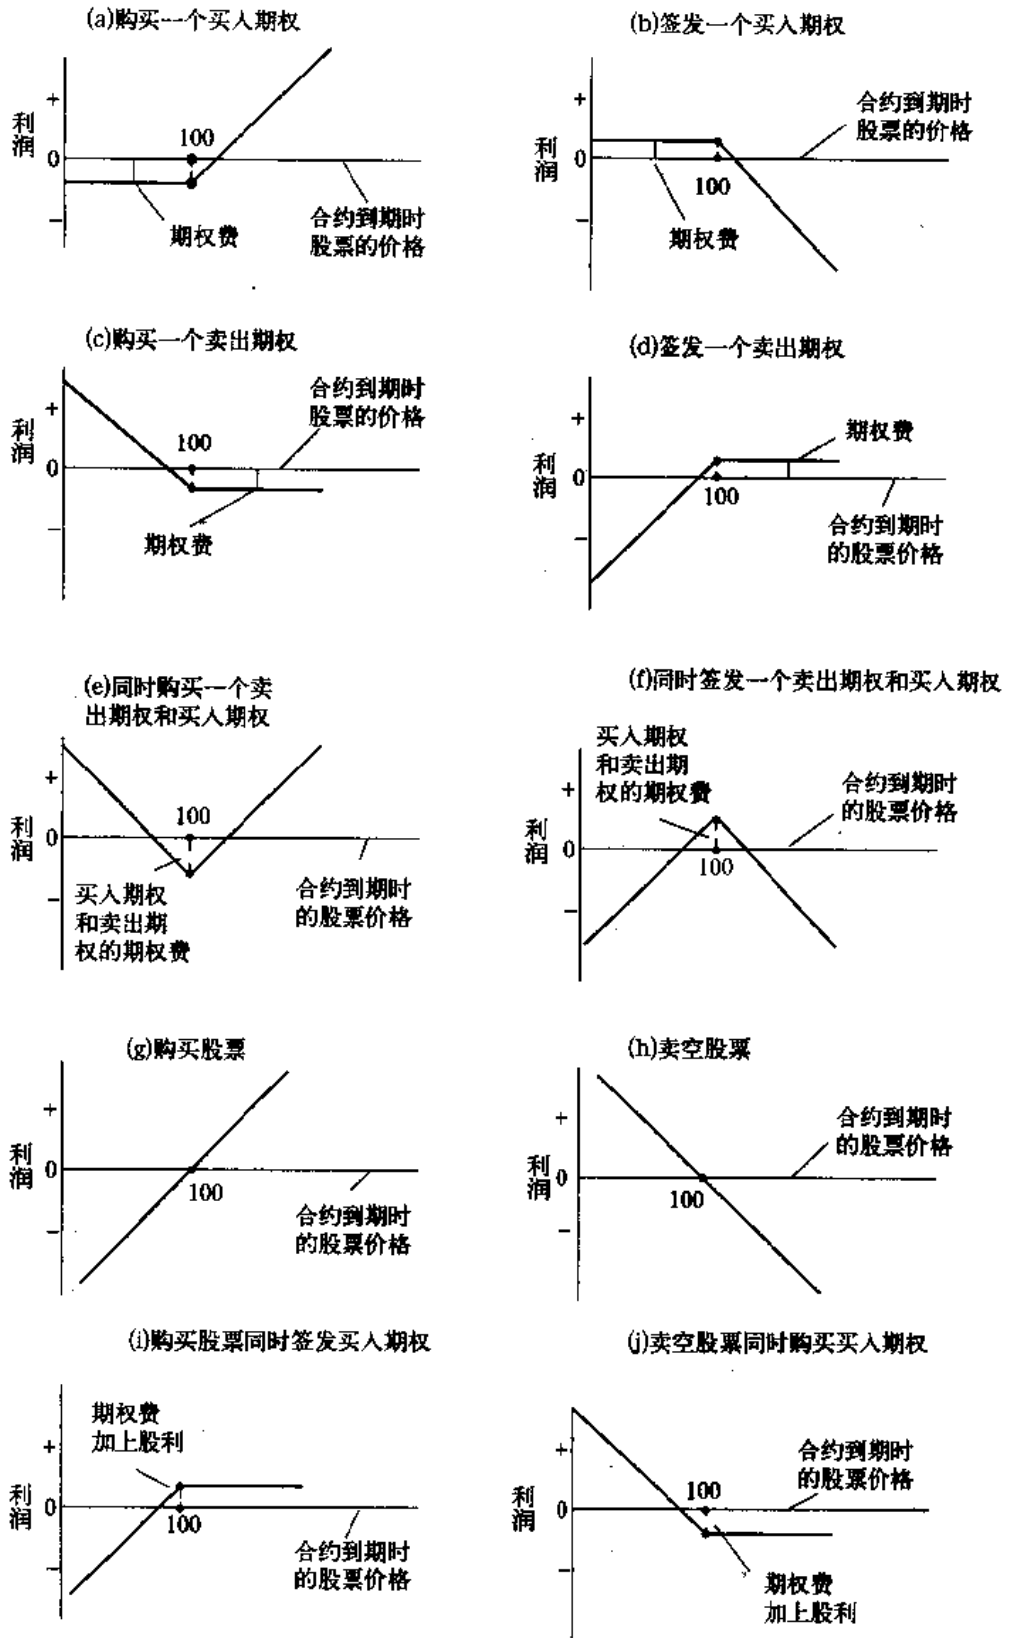 (a)购买一个买入期权
+
利
润
0
−
100
期权费
合约到期时
股票的价格
(b)签发一个买入期权
+
利
润
0
−
100
期权费
合约到期时
股票的价格
(c)购买一个卖出期权
+
利
润
0
−
100
合约到期时
股票的价格
期权费
(d)签发一个卖出期权
+
利
润
0
−
100
期权费
合约到期时
的股票价格
(e)同时购买一个卖
出期权和买入期权
+
利
润
0
−
100
买入期权
和卖出期
权的期权费
合约到期时
的股票价格
(f)同时签发一个卖出期权和买入期权
买入期权
和卖出期
权的期权费
+
利
润
0
−
100
合约到期时
的股票价格
(g)购买股票
+
利
润
0
−
100
合约到期时
的股票价格
(h)卖空股票
+
利
润
0
−
100
合约到期时
的股票价格
(i)购买股票同时签发买入期权
期权费
加上股利
+
利
润
0
−
100
合约到期时
的股票价格
(j)卖空股票同时购买买入期权
+
利
润
0
−
100
合约到期时
的股票价格
期权费
加上股利